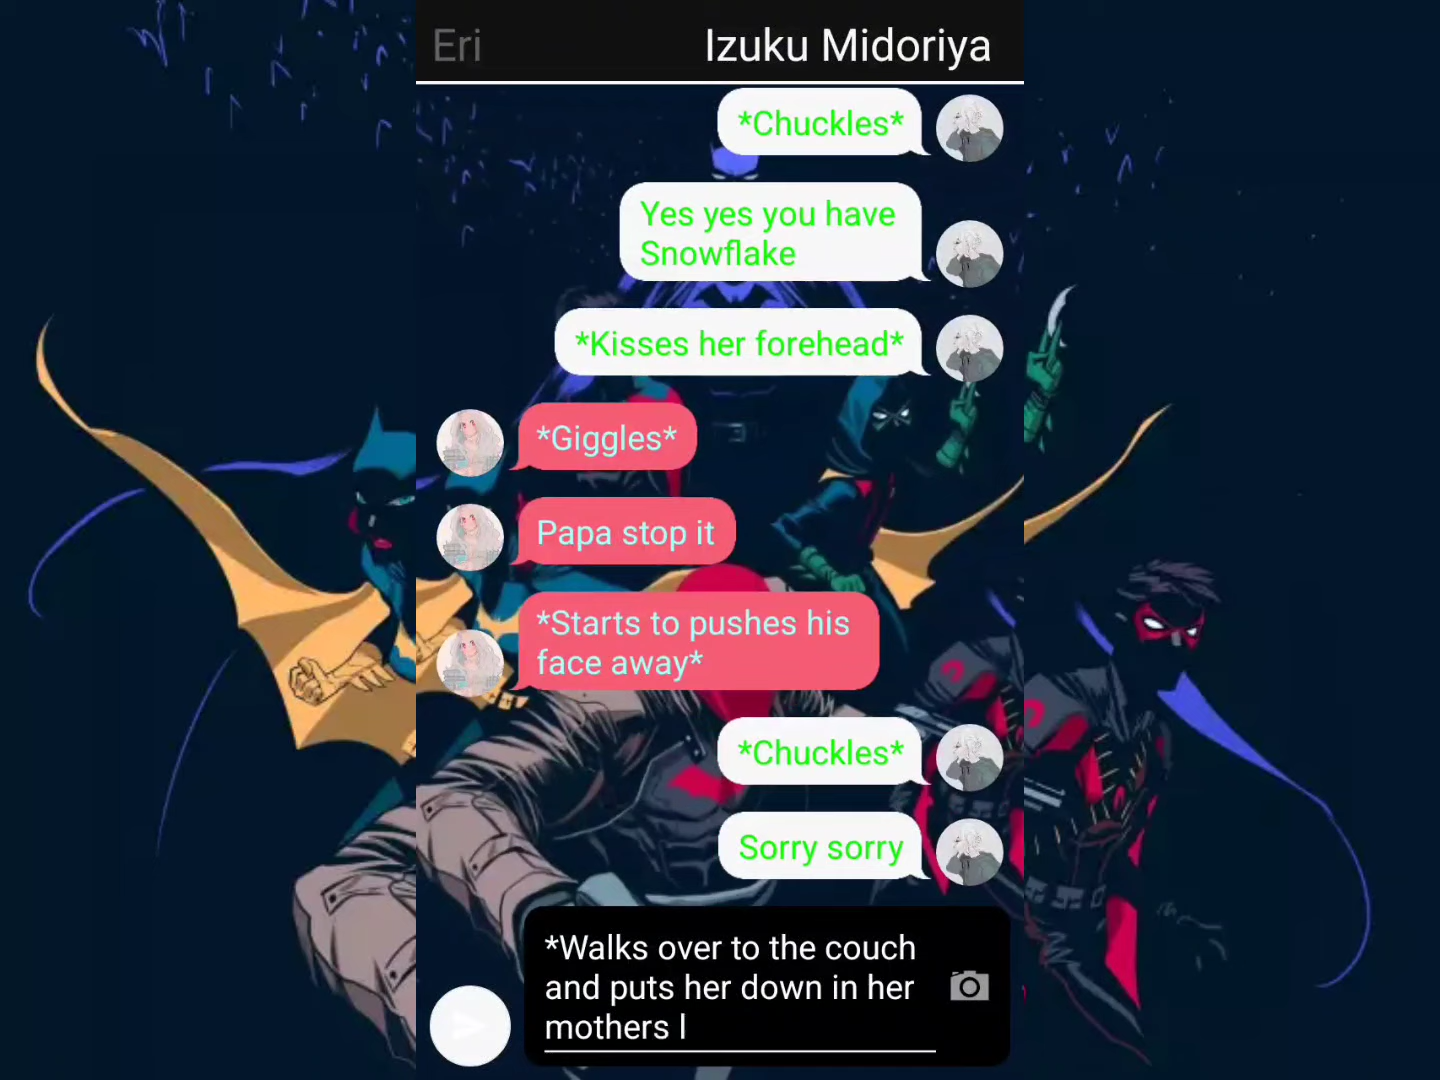 Eri
Izuku Midoriya
*Chuckles*
Yes yes you have
Snowflake
*Kisses her forehead*
*Giggles*
Papa stop it
*Starts to pushes his
face away*
*Chuckles*
Sorry sorry
*Walks over to the couch
and puts her down in her
mothers l